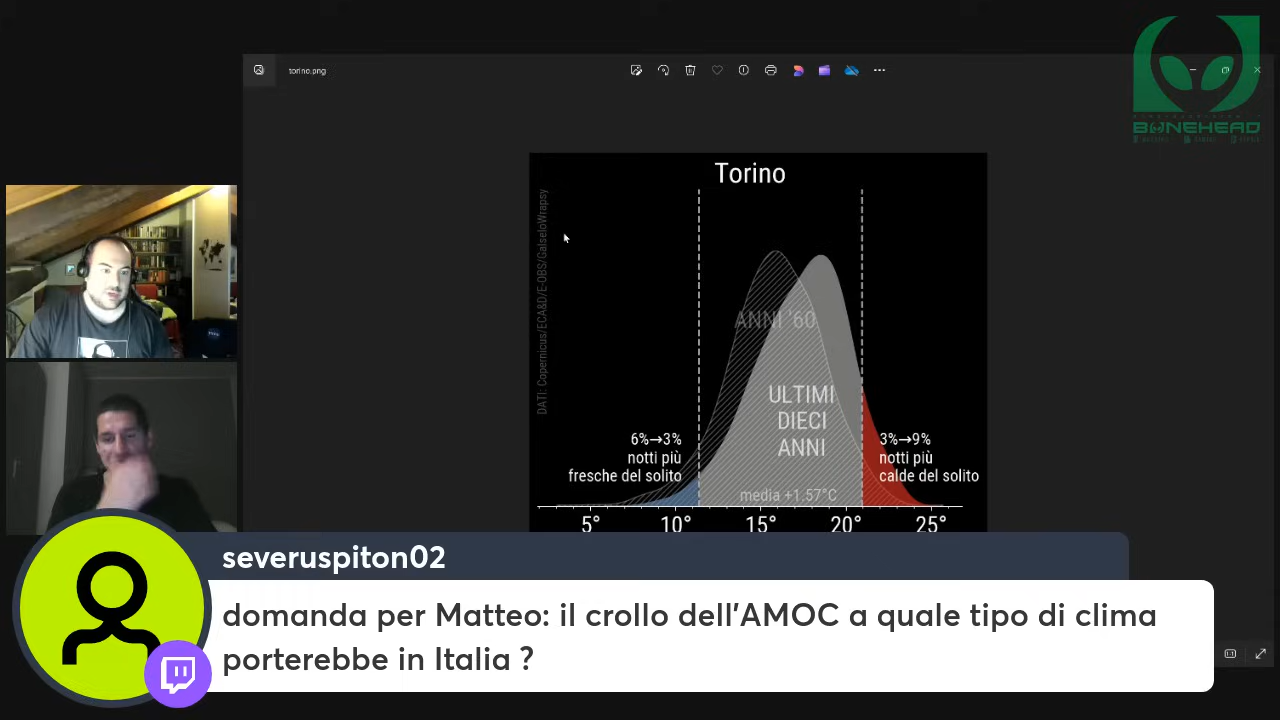 torino.png
BONEHEAD
Torino
DATI: Copernicus/ECA&D/E-OBS/GalseloWrapsy
ANNI '60
ULTIMI
DIECI
ANNI
6%→3%
notti più
fresche del solito
3%→9%
notti più
calde del solito
media +1.57°C
5° 10° 15° 20° 25°
severuspiton02
domanda per Matteo: il crollo dell'AMOC a quale tipo di clima
porterebbe in Italia ?